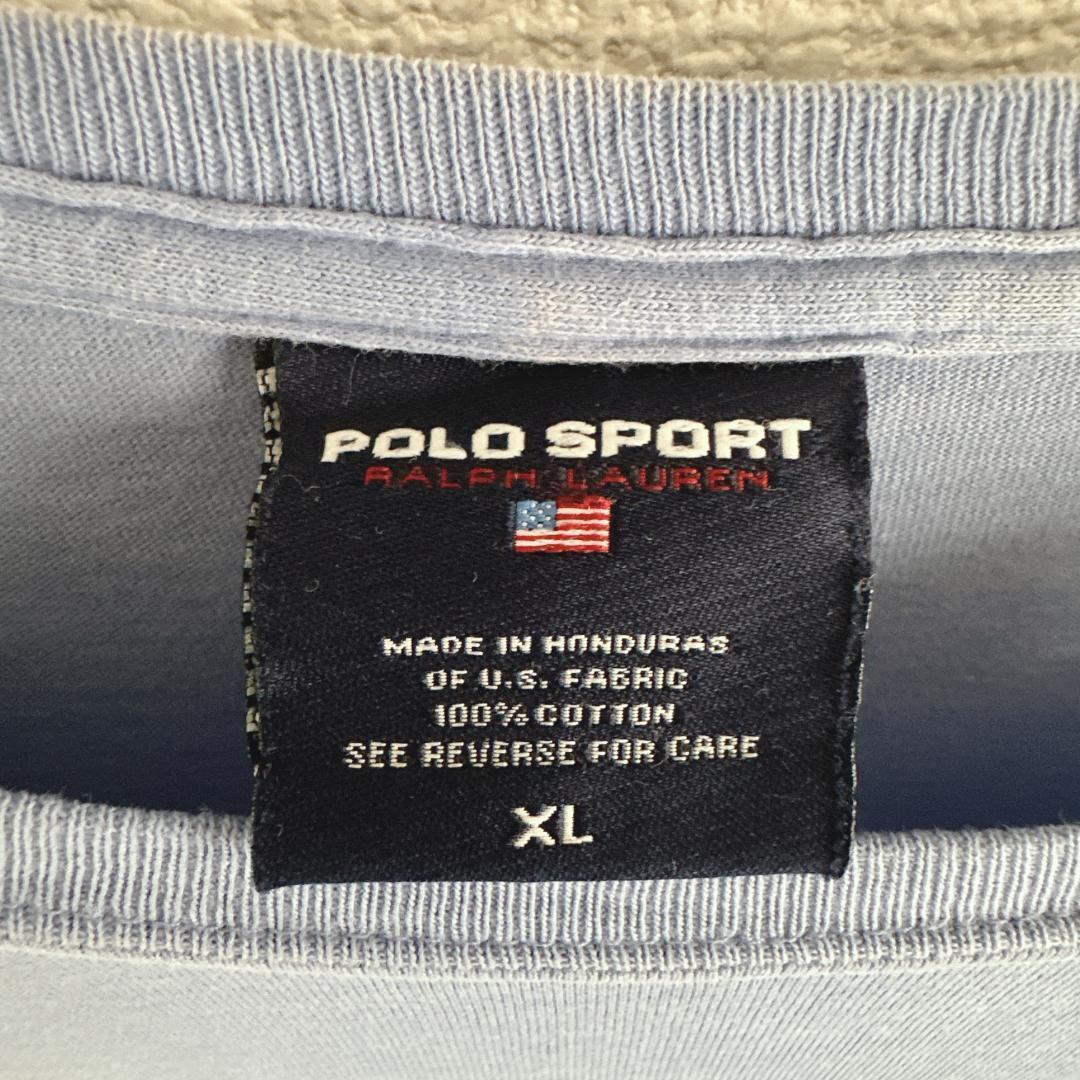 POLO SPORT
RALPH LAUREN
MADE IN HONDURAS
OF U.S. FABRIC
100% COTTON
SEE REVERSE FOR CARE
XL